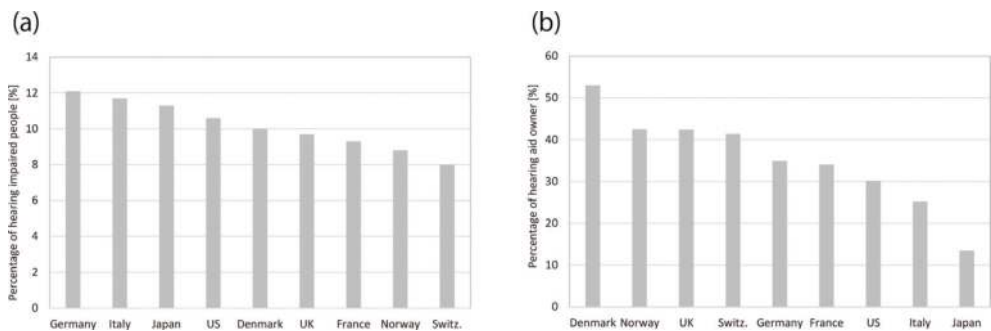 (a)
Percentage of hearing impaired people [%]
14
12
10
8
6
4
2
0
Germany Italy Japan US Denmark UK France Norway Switz.
(b)
Percentage of hearing aid owner [%]
60
50
40
30
20
10
0
Denmark Norway UK Switz. Germany France US Italy Japan